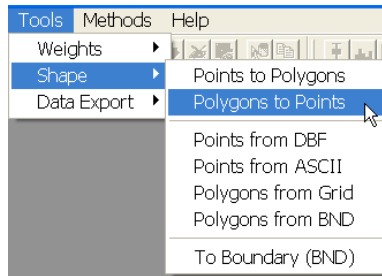 Tools Methods Help
Weights
Shape
Data Export
Points to Polygons
Polygons to Points
Points from DBF
Points from ASCII
Polygons from Grid
Polygons from BND
To Boundary (BND)